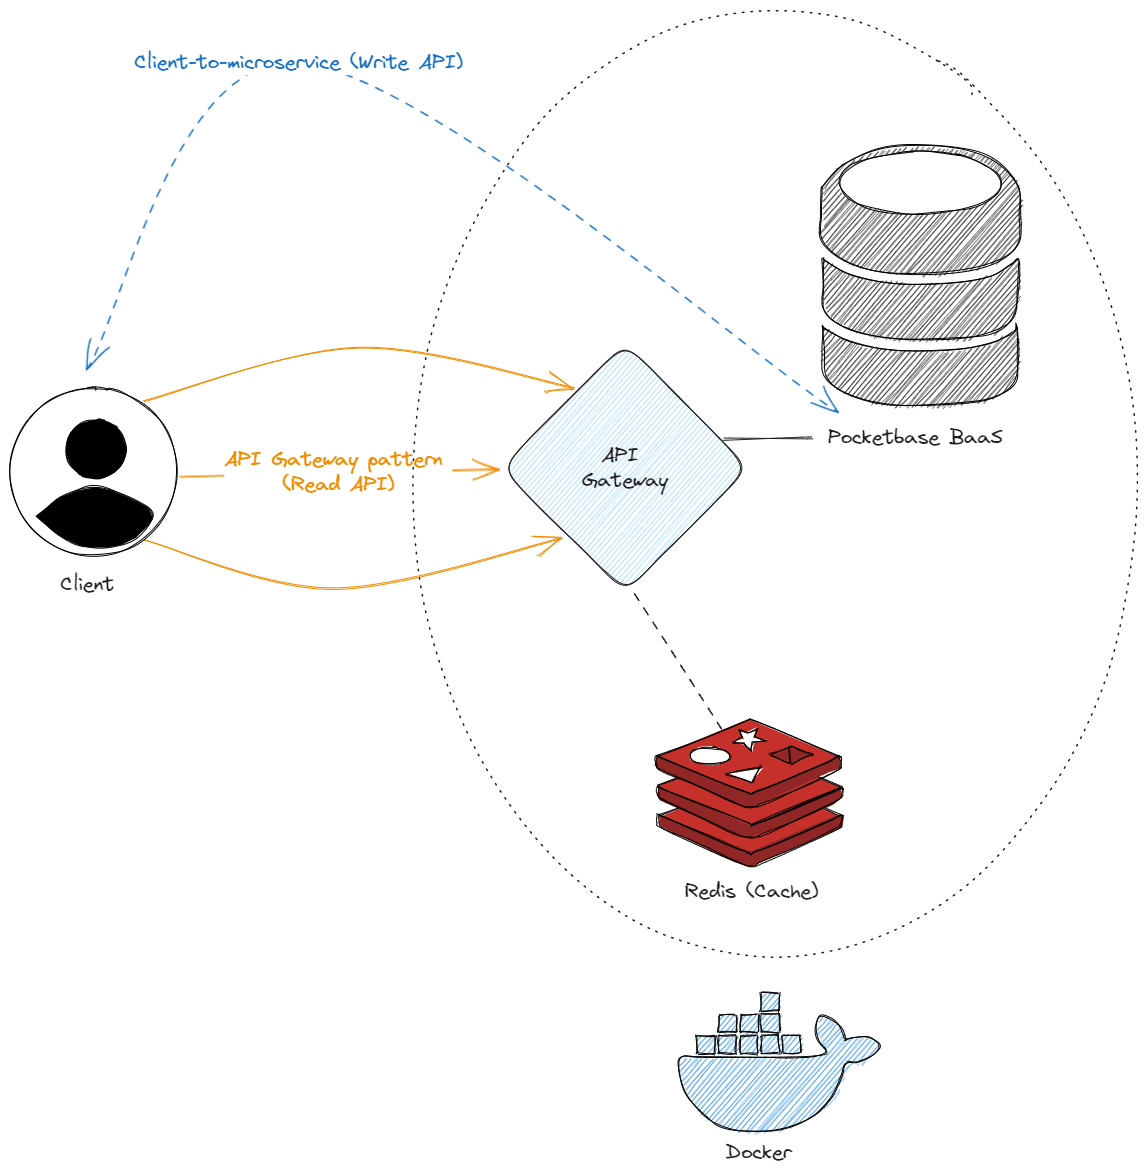 Client-to-microservice (Write API)
Pocketbase BaaS
API Gateway pattern
(Read API)
API
Gateway
Client
Redis (Cache)
Docker